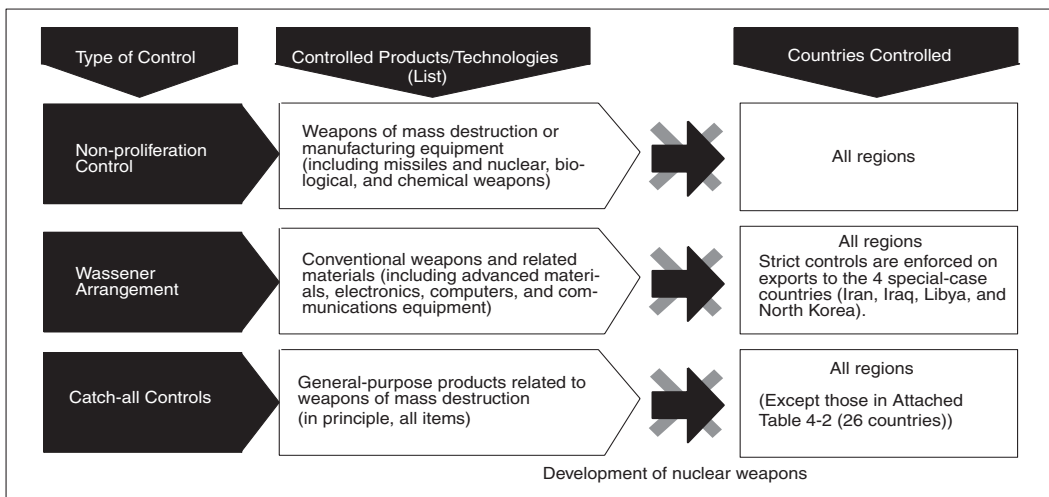 Type of Control
Controlled Products/Technologies
(List)
Countries Controlled
Non-proliferation
Control
Weapons of mass destruction or
manufacturing equipment
(including missiles and nuclear, bio-
logical, and chemical weapons)
All regions
Wassener
Arrangement
Conventional weapons and related
materials (including advanced materi-
als, electronics, computers, and com-
munications equipment)
All regions
Strict controls are enforced on
exports to the 4 special-case
countries (Iran, Iraq, Libya, and
North Korea).
Catch-all Controls
General-purpose products related to
weapons of mass destruction
(in principle, all items)
All regions
(Except those in Attached
Table 4-2 (26 countries))
Development of nuclear weapons